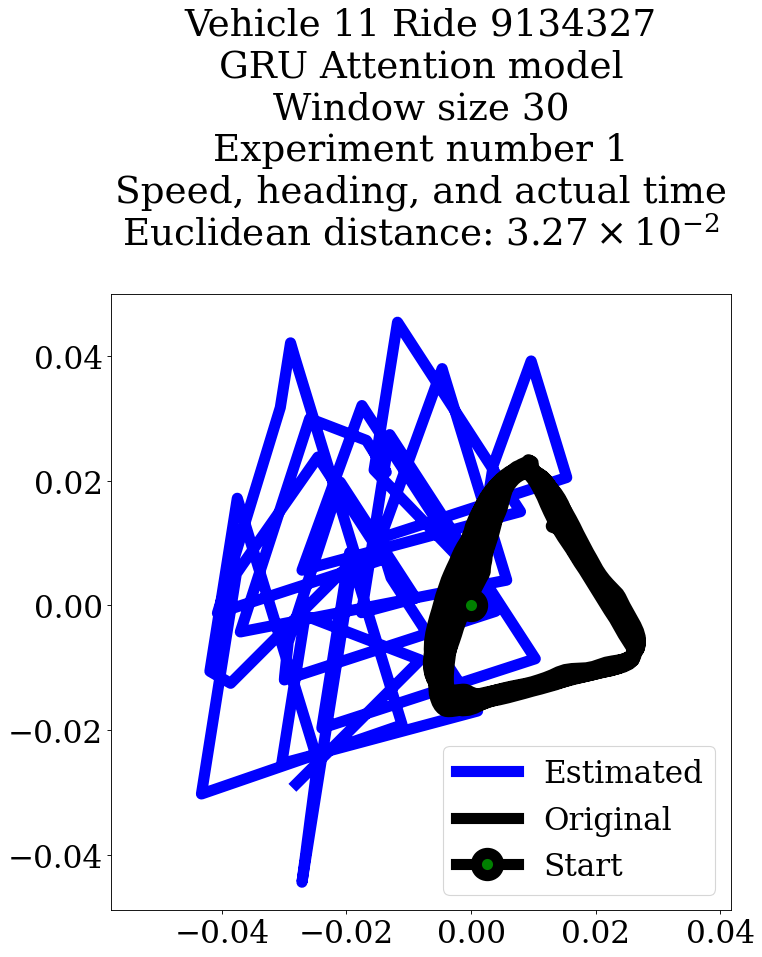 Vehicle 11 Ride 9134327
GRU Attention model
Window size 30
Experiment number 1
Speed, heading, and actual time
Euclidean distance: 3.27 × 10⁻²
0.04
0.02
0.00
−0.02
−0.04
−0.04 −0.02 0.00 0.02 0.04
Estimated
Original
Start